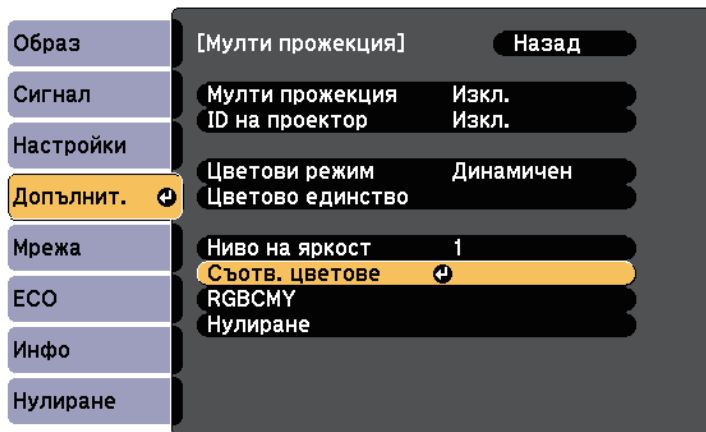 Образ
Сигнал
Настройки
Допълнит.
Мрежа
ECO
Инфо
Нулиране
[Мулти прожекция] Назад
Мулти прожекция Изкл.
ID на проектор Изкл.
Цветови режим Динамичен
Цветово единство
Ниво на яркост 1
Съотв. цветове
RGBCMY
Нулиране